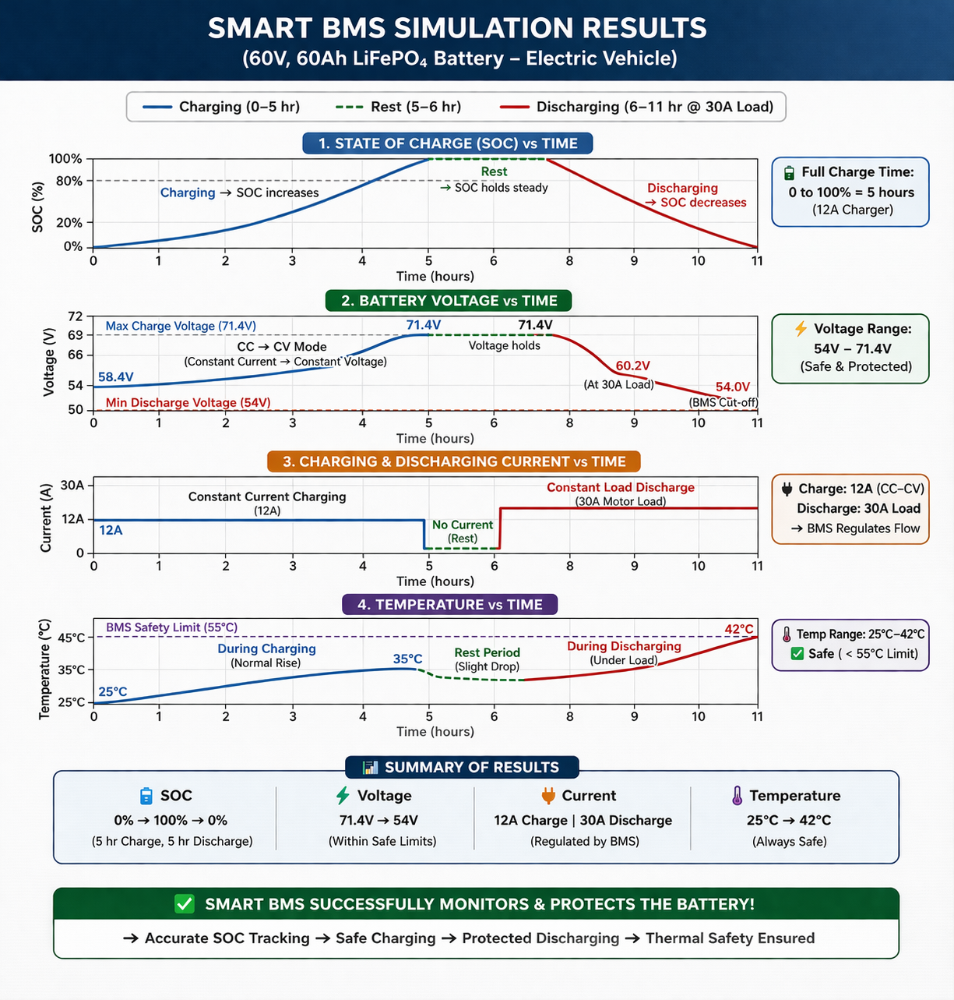 SMART BMS SIMULATION RESULTS
(60V, 60Ah LiFePO₄ Battery – Electric Vehicle)
Charging (0–5 hr)
Rest (5–6 hr)
Discharging (6–11 hr @ 30A Load)
1. STATE OF CHARGE (SOC) vs TIME
SOC (%)
100%
80%
20%
0%
Charging → SOC increases
Rest
→ SOC holds steady
Discharging
→ SOC decreases
0 1 2 3 4 5 6 8 9 10 11
Time (hours)
Full Charge Time:
0 to 100% = 5 hours
(12A Charger)
2. BATTERY VOLTAGE vs TIME
Voltage (V)
72
69
66
54
50
Max Charge Voltage (71.4V)
71.4V
71.4V
CC → CV Mode
(Constant Current → Constant Voltage)
Voltage holds
58.4V
60.2V
(At 30A Load)
54.0V
(BMS Cut-off)
Min Discharge Voltage (54V)
0 1 2 3 4 5 6 8 9 10 11
Time (hours)
Voltage Range:
54V – 71.4V
(Safe & Protected)
3. CHARGING & DISCHARGING CURRENT vs TIME
Current (A)
30A
12A
0
Constant Current Charging
(12A)
12A
No Current
(Rest)
Constant Load Discharge
(30A Motor Load)
0 1 2 3 4 5 6 8 9 10 11
Time (hours)
Charge: 12A (CC–CV)
Discharge: 30A Load
→ BMS Regulates Flow
4. TEMPERATURE vs TIME
Temperature (°C)
45°C
35°C
25°C
BMS Safety Limit (55°C)
During Charging
(Normal Rise)
25°C
35°C
Rest Period
(Slight Drop)
During Discharging
(Under Load)
42°C
0 1 2 3 4 5 6 8 9 10 11
Time (hours)
Temp Range: 25°C–42°C
Safe ( < 55°C Limit)
SUMMARY OF RESULTS
SOC
0% → 100% → 0%
(5 hr Charge, 5 hr Discharge)
Voltage
71.4V → 54V
(Within Safe Limits)
Current
12A Charge | 30A Discharge
(Regulated by BMS)
Temperature
25°C → 42°C
(Always Safe)
SMART BMS SUCCESSFULLY MONITORS & PROTECTS THE BATTERY!
→ Accurate SOC Tracking → Safe Charging → Protected Discharging → Thermal Safety Ensured